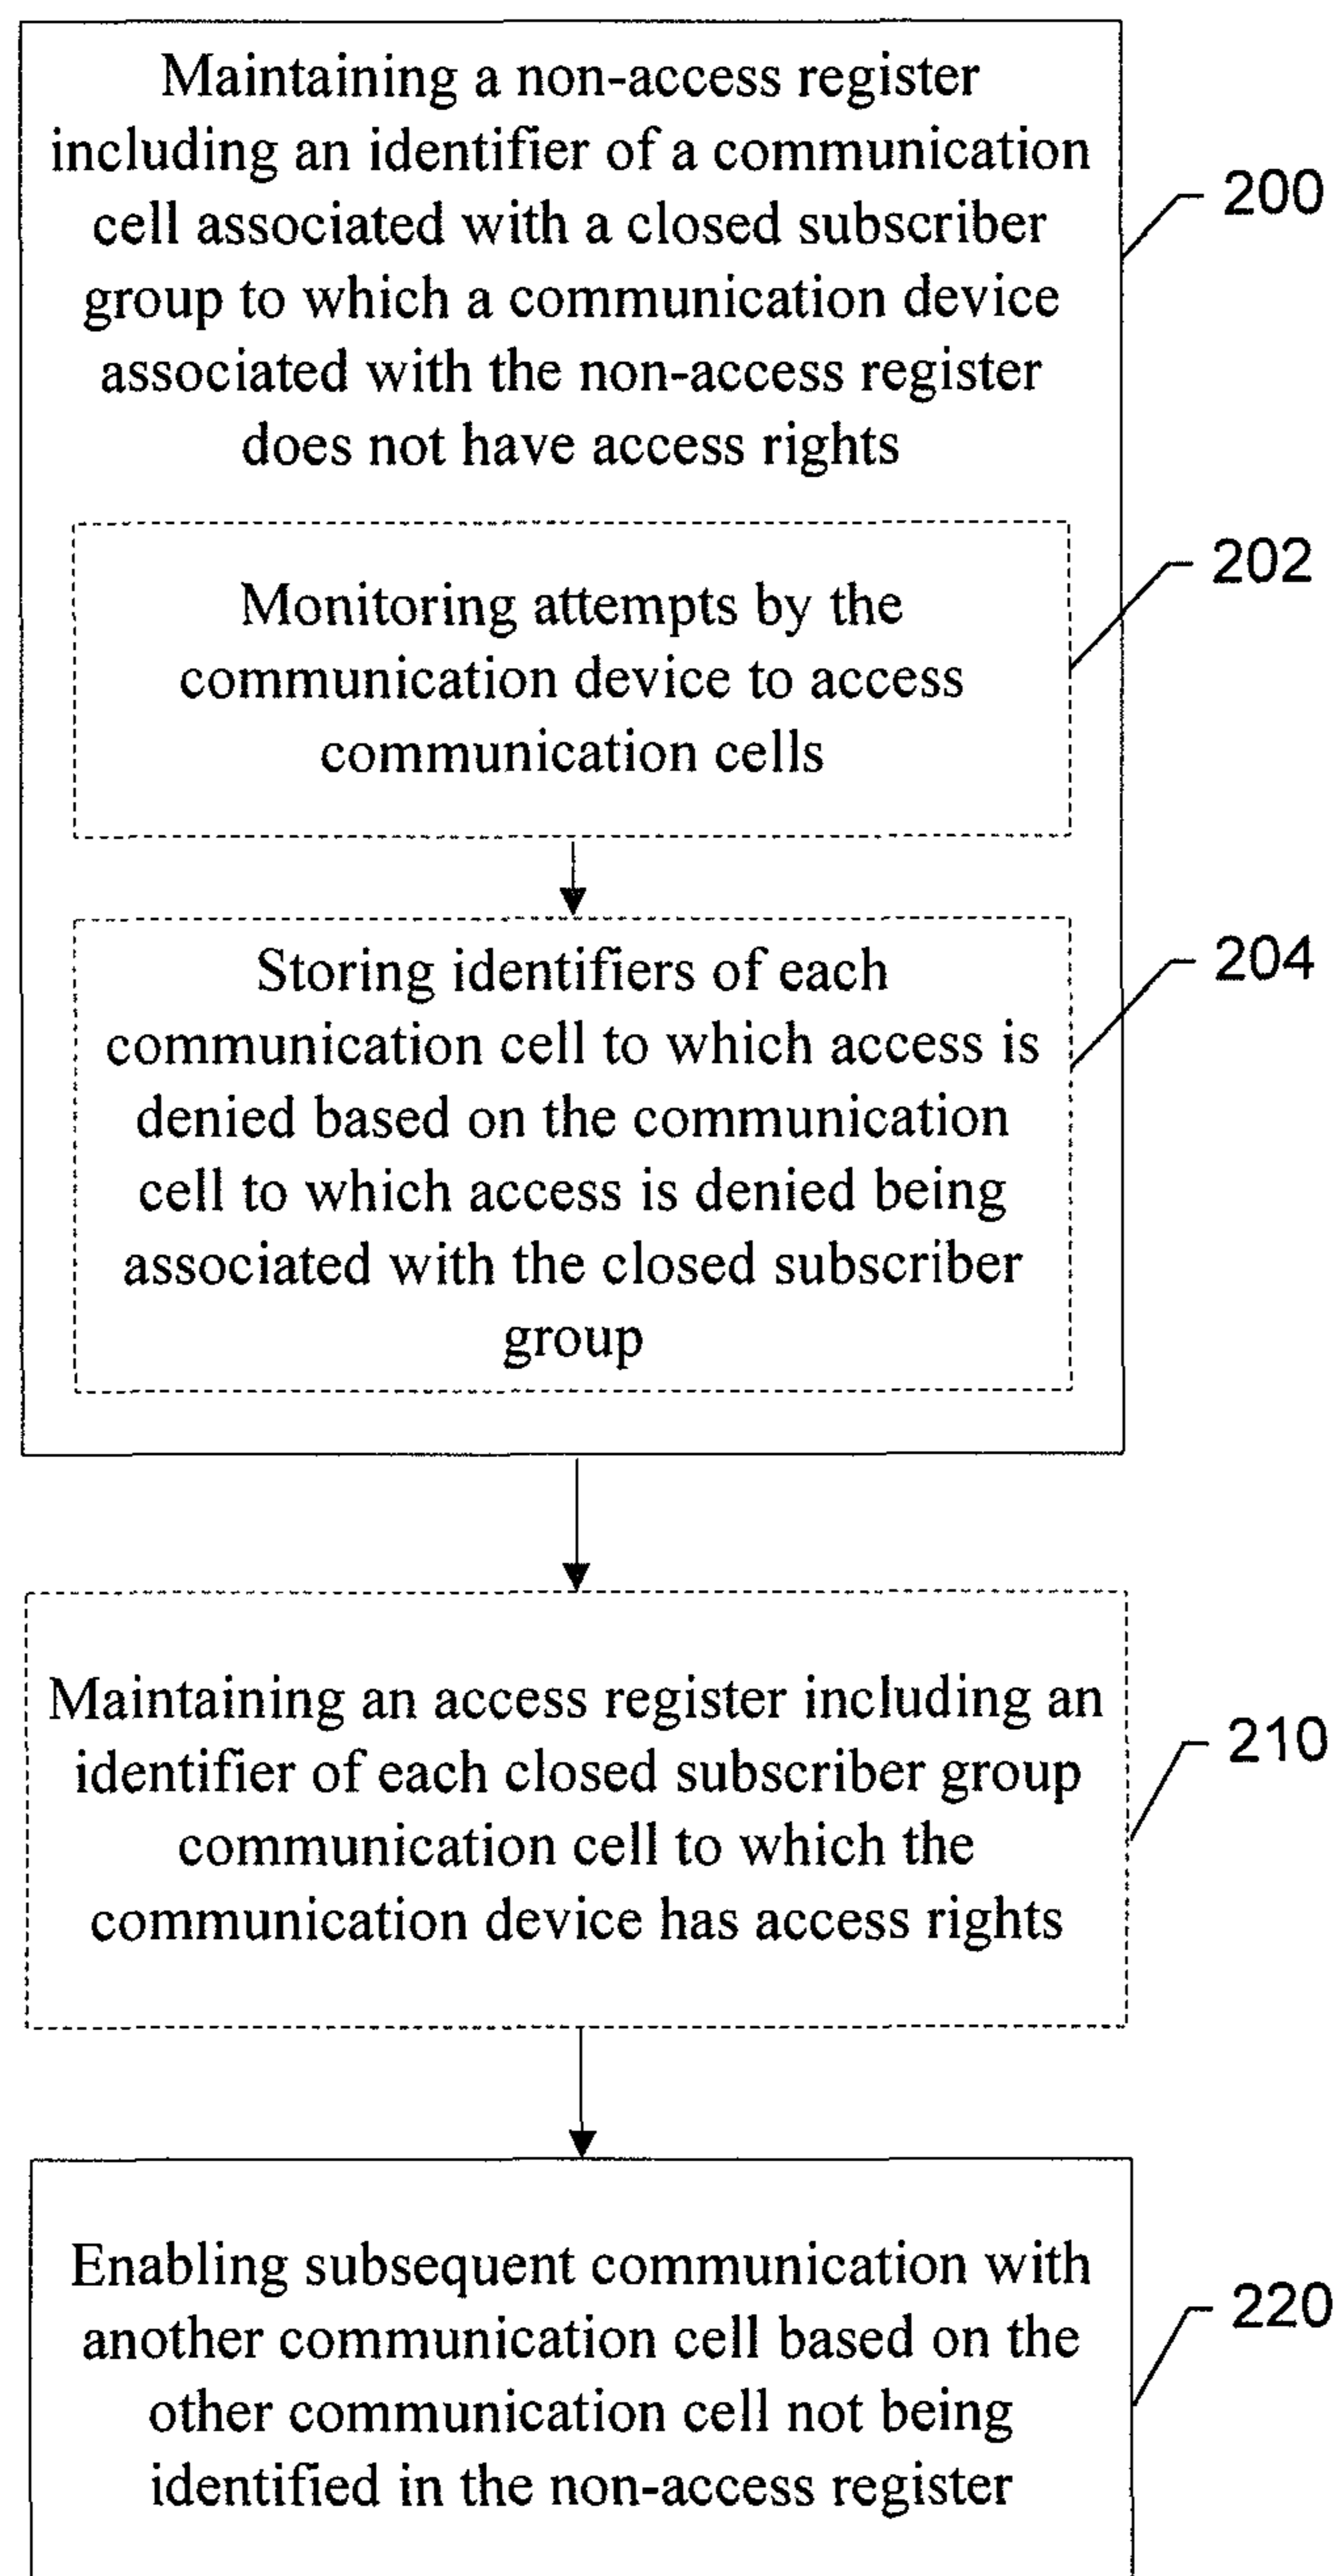 Maintaining a non-access register
including an identifier of a communication
cell associated with a closed subscriber
group to which a communication device
associated with the non-access register
does not have access rights
200
Monitoring attempts by the
communication device to access
communication cells
202
Storing identifiers of each
communication cell to which access is
denied based on the communication
cell to which access is denied being
associated with the closed subscriber
group
204
Maintaining an access register including an
identifier of each closed subscriber group
communication cell to which the
communication device has access rights
210
Enabling subsequent communication with
another communication cell based on the
other communication cell not being
identified in the non-access register
220